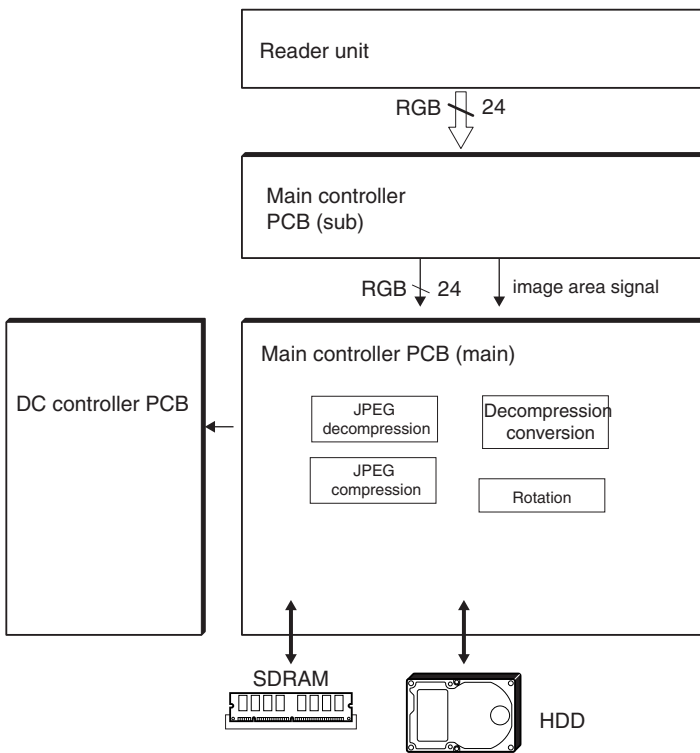 Reader unit
RGB 24
Main controller
PCB (sub)
RGB 24 image area signal
Main controller PCB (main)
DC controller PCB
JPEG
decompression
Decompression
conversion
JPEG
compression
Rotation
SDRAM
HDD